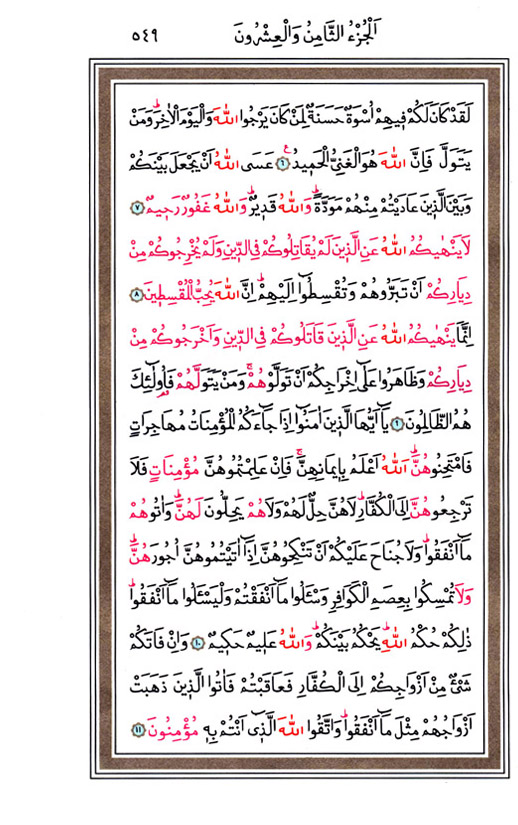 اَلْجُزْءُ الثَّامِنُ وَالْعِشْرُونَ ٥٤٩
لَقَدْ كَانَ لَكُمْ فِيهِمْ اُسْوَةٌ حَسَنَةٌ لِمَنْ كَانَ يَرْجُوا اللّٰهَ وَالْيَوْمَ الْاٰخِرَۜ وَمَنْ
يَتَوَلَّ فَاِنَّ اللّٰهَ هُوَ الْغَنِيُّ الْحَمِيدُ۟ ٦ عَسَى اللّٰهُ اَنْ يَجْعَلَ بَيْنَكُمْ
وَبَيْنَ الَّذِينَ عَادَيْتُمْ مِنْهُمْ مَوَدَّةًۜ وَاللّٰهُ قَدِيرٌۜ وَاللّٰهُ غَفُورٌ رَحِيمٌ ٧
لَا يَنْهٰيكُمُ اللّٰهُ عَنِ الَّذِينَ لَمْ يُقَاتِلُوكُمْ فِي الدِّينِ وَلَمْ يُخْرِجُوكُمْ مِنْ
دِيَارِكُمْ اَنْ تَبَرُّوهُمْ وَتُقْسِطُٓوا اِلَيْهِمْۜ اِنَّ اللّٰهَ يُحِبُّ الْمُقْسِطِينَ ٨
اِنَّمَا يَنْهٰيكُمُ اللّٰهُ عَنِ الَّذِينَ قَاتَلُوكُمْ فِي الدِّينِ وَاَخْرَجُوكُمْ مِنْ
دِيَارِكُمْ وَظَاهَرُوا عَلٰٓى اِخْرَاجِكُمْ اَنْ تَوَلَّوْهُمْۚ وَمَنْ يَتَوَلَّهُمْ فَاُو۬لٰٓئِكَ
هُمُ الظَّالِمُونَ ٩ يَٓا اَيُّهَا الَّذِينَ اٰمَنُٓوا اِذَا جَٓاءَكُمُ الْمُؤْمِنَاتُ مُهَاجِرَاتٍ
فَامْتَحِنُوهُنَّۜ اَللّٰهُ اَعْلَمُ بِاِيمَانِهِنَّۚ فَاِنْ عَلِمْتُمُوهُنَّ مُؤْمِنَاتٍ فَلَا
تَرْجِعُوهُنَّ اِلَى الْكُفَّارِۜ لَا هُنَّ حِلٌّ لَهُمْ وَلَا هُمْ يَحِلُّونَ لَهُنَّۜ وَاٰتُوهُمْ
مَٓا اَنْفَقُواۜ وَلَا جُنَاحَ عَلَيْكُمْ اَنْ تَنْكِحُوهُنَّ اِذَٓا اٰتَيْتُمُوهُنَّ اُجُورَهُنَّۜ
وَلَا تُمْسِكُوا بِعِصَمِ الْكَوَافِرِ وَسْـَٔلُوا مَٓا اَنْفَقْتُمْ وَلْيَسْـَٔلُوا مَٓا اَنْفَقُواۜ
ذٰلِكُمْ حُكْمُ اللّٰهِۜ يَحْكُمُ بَيْنَكُمْۜ وَاللّٰهُ عَلِيمٌ حَكِيمٌ ١٠ وَاِنْ فَاتَكُمْ
شَيْءٌ مِنْ اَزْوَاجِكُمْ اِلَى الْكُفَّارِ فَعَاقَبْتُمْ فَاٰتُوا الَّذِينَ ذَهَبَتْ
اَزْوَاجُهُمْ مِثْلَ مَٓا اَنْفَقُواۜ وَاتَّقُوا اللّٰهَ الَّذِٓي اَنْتُمْ بِهِ مُؤْمِنُونَ ١١